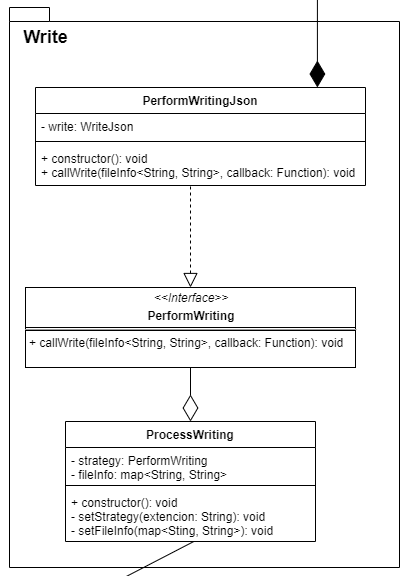 Write
PerformWritingJson
- write: WriteJson
+ constructor(): void
+ callWrite(fileInfo<String, String>, callback: Function): void
<<Interface>>
PerformWriting
+ callWrite(fileInfo<String, String>, callback: Function): void
ProcessWriting
- strategy: PerformWriting
- fileInfo: map<String, String>
+ constructor(): void
- setStrategy(extencion: String): void
- setFileInfo(map<Sting, String>): void